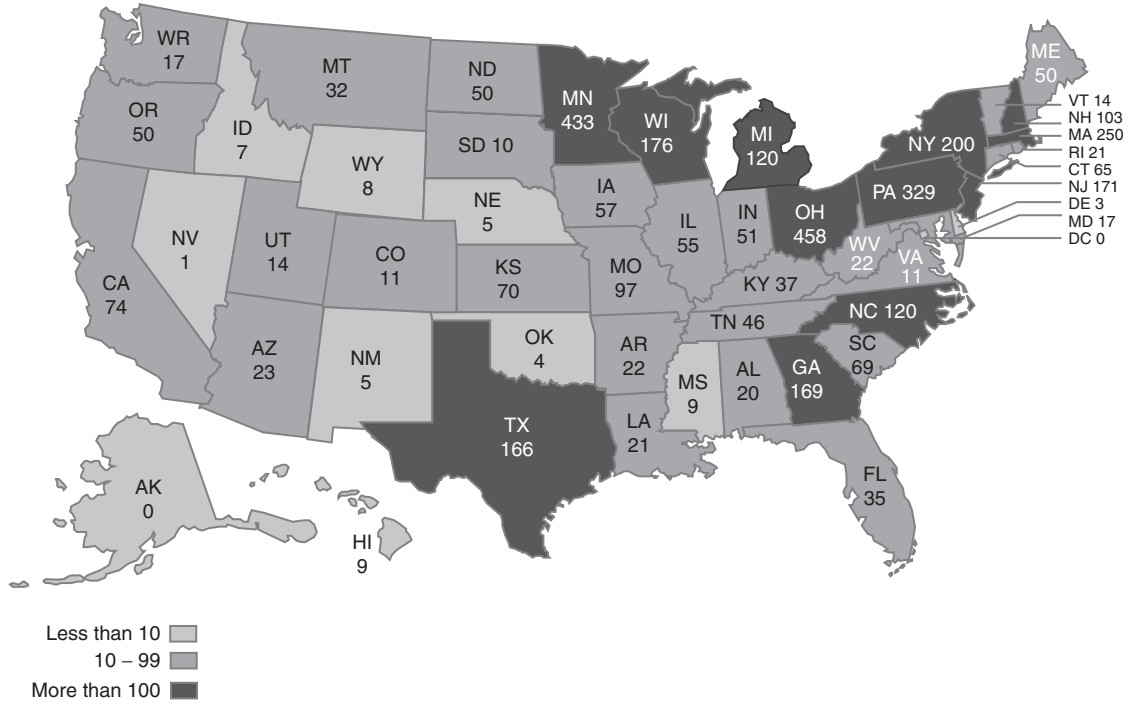 WR
17
OR
50
ID
7
MT
32
ND
50
SD 10
WY
8
NE
5
NV
1
UT
14
CO
11
KS
70
CA
74
AZ
23
NM
5
OK
4
TX
166
MN
433
WI
176
MI
120
IA
57
IL
55
IN
51
OH
458
MO
97
KY 37
TN 46
AR
22
LA
21
MS
9
AL
20
GA
169
FL
35
SC
69
NC 120
VA
11
WV
22
PA 329
NY 200
ME
50
VT 14
NH 103
MA 250
RI 21
CT 65
NJ 171
DE 3
MD 17
DC 0
AK
0
HI
9
Less than 10
10 – 99
More than 100